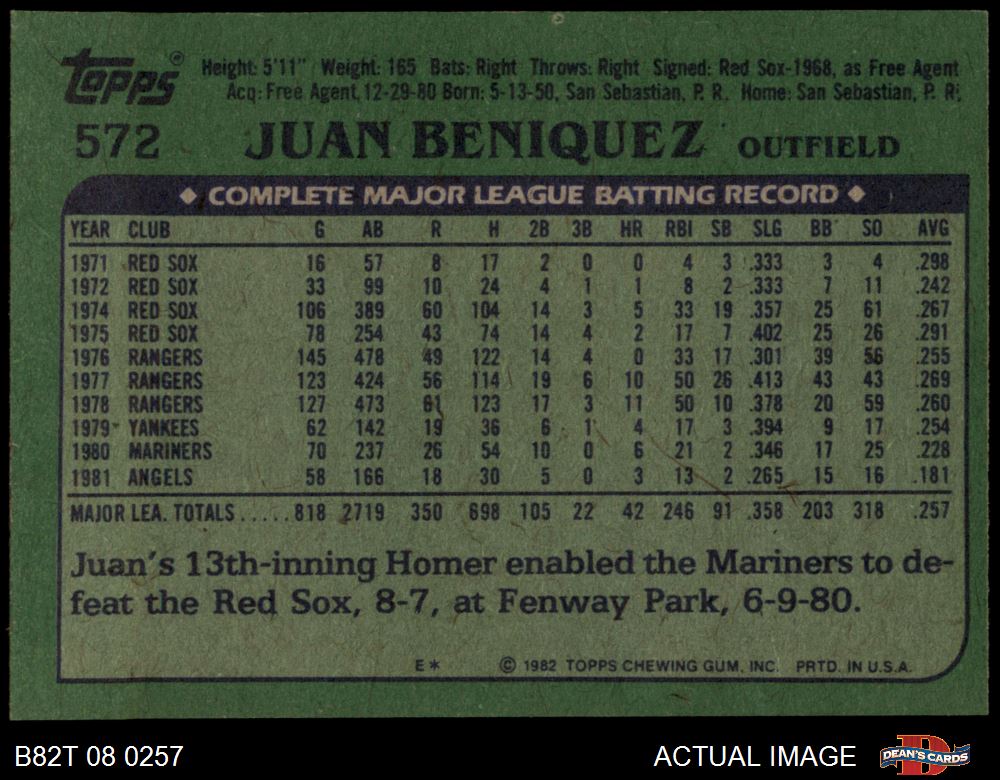 topps® Height: 5'11" Weight: 165 Bats: Right Throws: Right Signed: Red Sox-1968, as Free Agent
Acq: Free Agent, 12-29-80 Born: 5-13-50, San Sebastian, P. R. Home: San Sebastian, P. R.
572 JUAN BENIQUEZ OUTFIELD
◆ COMPLETE MAJOR LEAGUE BATTING RECORD ◆
YEAR CLUB G AB R H 2B 3B HR RBI SB SLG BB SO AVG
1971 RED SOX 16 57 8 17 2 0 0 4 3 .333 3 4 .298
1972 RED SOX 33 99 10 24 4 1 1 8 2 .333 7 11 .242
1974 RED SOX 106 389 60 104 14 3 5 33 19 .357 25 61 .267
1975 RED SOX 78 254 43 74 14 4 2 17 7 .402 25 26 .291
1976 RANGERS 145 478 49 122 14 4 0 33 17 .301 39 56 .255
1977 RANGERS 123 424 56 114 19 6 10 50 26 .413 43 43 .269
1978 RANGERS 127 473 61 123 17 3 11 50 10 .378 20 59 .260
1979 YANKEES 62 142 19 36 6 1 4 17 3 .394 9 17 .254
1980 MARINERS 70 237 26 54 10 0 6 21 2 .346 17 25 .228
1981 ANGELS 58 166 18 30 5 0 3 13 2 .265 15 16 .181
MAJOR LEA. TOTALS.....818 2719 350 698 105 22 42 246 91 .358 203 318 .257
Juan's 13th-inning Homer enabled the Mariners to de-
feat the Red Sox, 8-7, at Fenway Park, 6-9-80.
E* © 1982 TOPPS CHEWING GUM, INC. PRTD. IN U.S.A.
B82T 08 0257 ACTUAL IMAGE DEAN'S CARDS